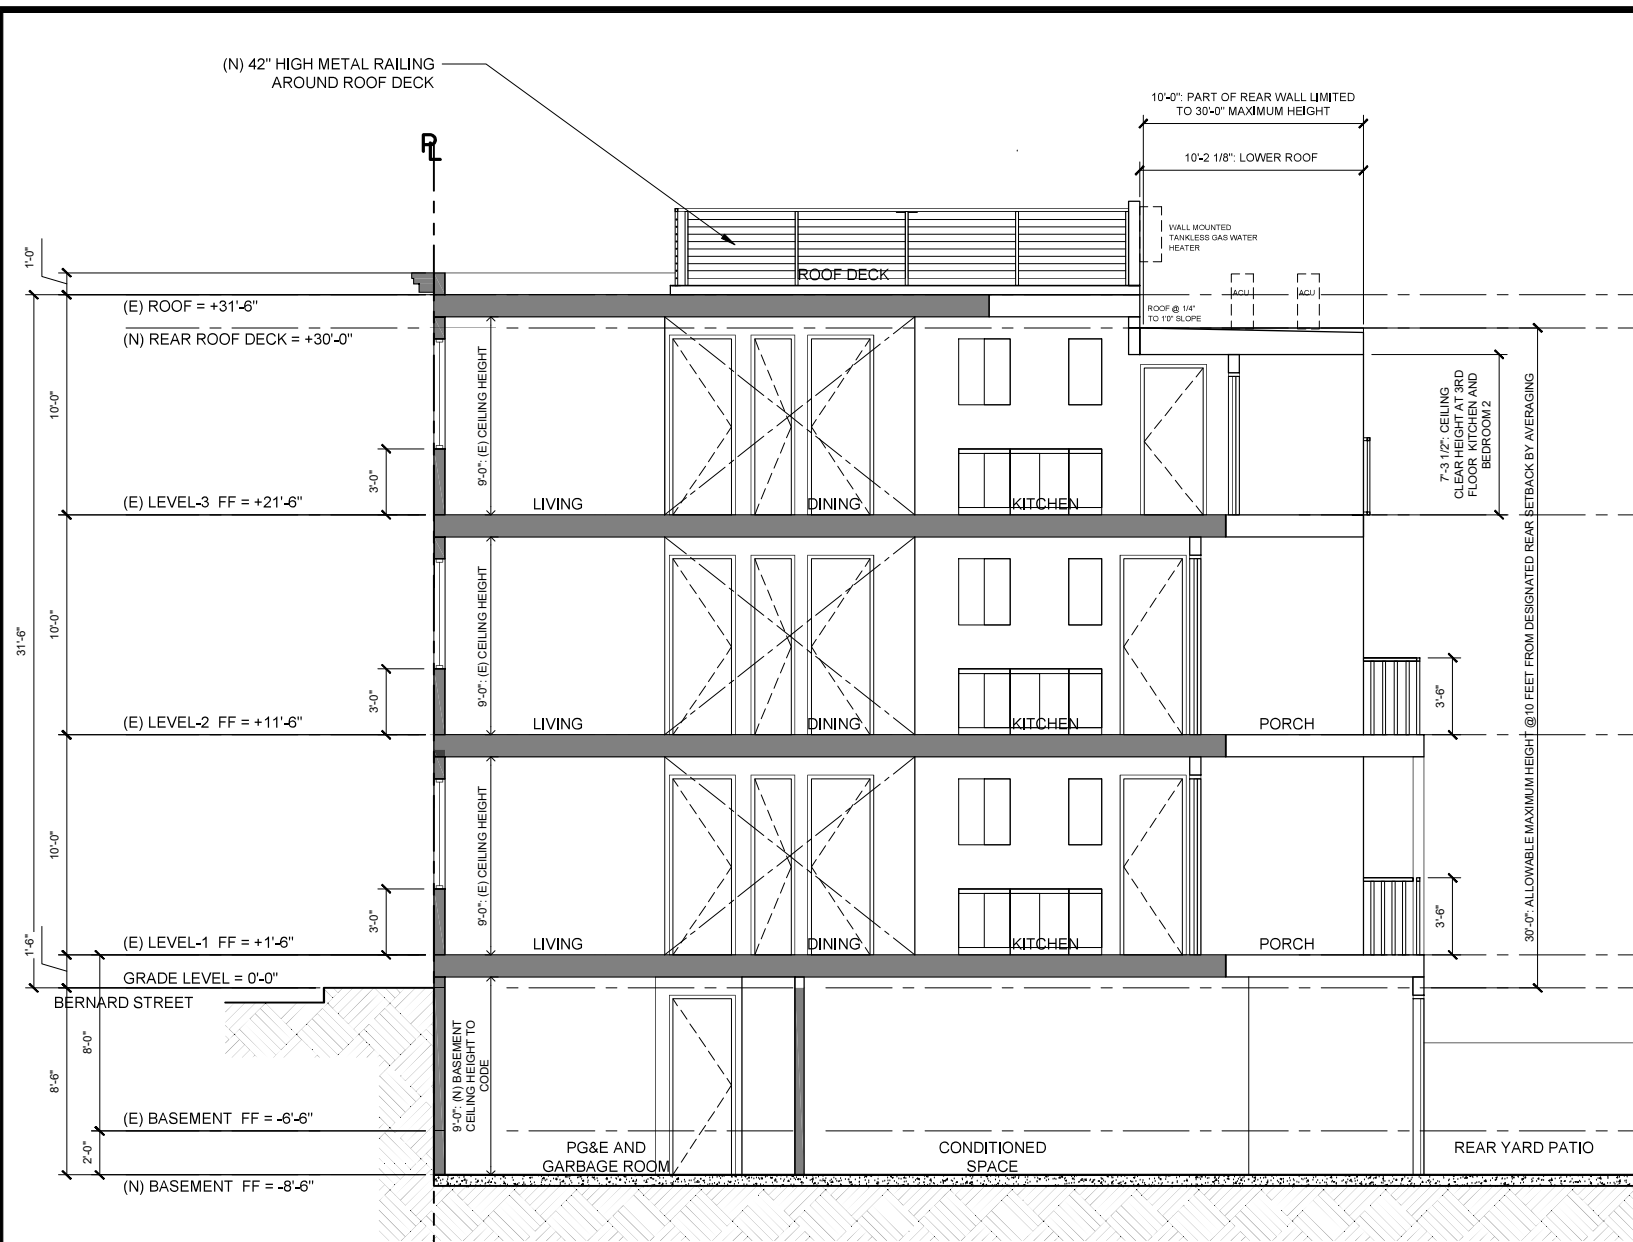 (N) 42" HIGH METAL RAILING
AROUND ROOF DECK
PL
10'-0": PART OF REAR WALL LIMITED
TO 30'-0" MAXIMUM HEIGHT
10'-2 1/8": LOWER ROOF
WALL MOUNTED
TANKLESS GAS WATER
HEATER
ROOF DECK
ACU
ACU
ROOF @ 1/4"
TO 1'0" SLOPE
1'-0"
(E) ROOF = +31'-6"
(N) REAR ROOF DECK = +30'-0"
10'-0"
3'-0"
9'-0": (E) CEILING HEIGHT
7'-3 1/2": CEILING
CLEAR HEIGHT AT 3RD
FLOOR KITCHEN AND
BEDROOM 2
(E) LEVEL-3 FF = +21'-6"
LIVING
DINING
KITCHEN
31'-6"
10'-0"
3'-0"
9'-0": (E) CEILING HEIGHT
30'-0": ALLOWABLE MAXIMUM HEIGHT @10 FEET FROM DESIGNATED REAR SETBACK BY AVERAGING
3'-6"
(E) LEVEL-2 FF = +11'-6"
LIVING
DINING
KITCHEN
PORCH
10'-0"
3'-0"
9'-0": (E) CEILING HEIGHT
3'-6"
(E) LEVEL-1 FF = +1'-6"
LIVING
DINING
KITCHEN
PORCH
1'-6"
GRADE LEVEL = 0'-0"
BERNARD STREET
8'-0"
8'-6"
9'-0": (N) BASEMENT
CEILING HEIGHT TO
CODE
(E) BASEMENT FF = -6'-6"
2'-0"
PG&E AND
GARBAGE ROOM
CONDITIONED
SPACE
REAR YARD PATIO
(N) BASEMENT FF = -8'-6"